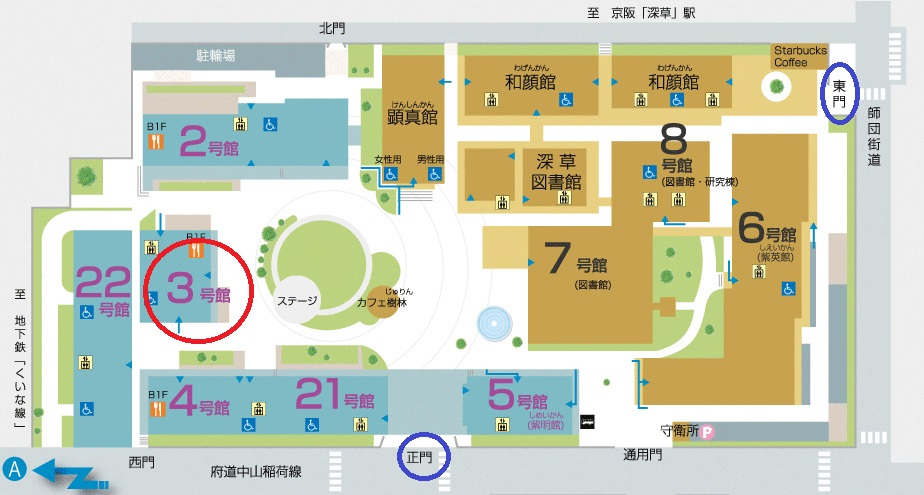 至 京阪「深草」駅
北門
駐輪場
Starbucks
Coffee
東門
師団街道
わげんかん
和顔館
わげんかん
和顔館
けんしんかん
顕真館
女性用
男性用
B1F
2号館
深草
図書館
8
号館
(図書館・研究棟)
6号館
しえいかん
(紫英館)
7号館
(図書館)
B1F
3号館
22
号館
ステージ
じゅりん
カフェ樹林
至 地下鉄「くいな線」
B1F
4号館
21号館
5号館
しめいかん
(紫明館)
守衛所
P
西門
正門
通用門
府道中山稲荷線
A